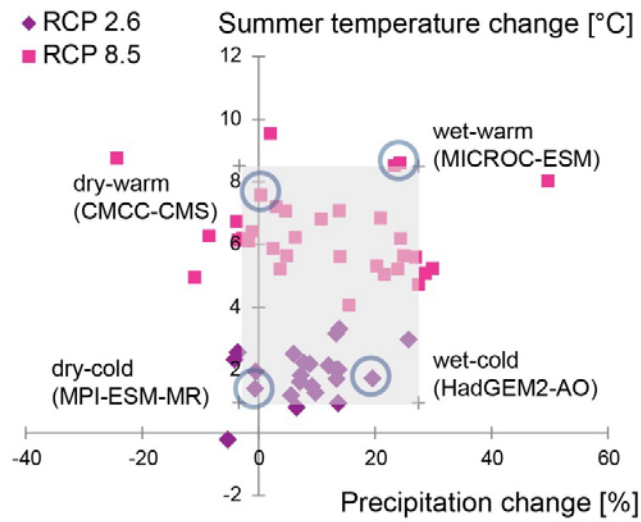 RCP 2.6
RCP 8.5
Summer temperature change [°C]
12
10
8
6
4
2
-2
wet-warm
(MICROC-ESM)
dry-warm
(CMCC-CMS)
dry-cold
(MPI-ESM-MR)
wet-cold
(HadGEM2-AO)
-40 -20 0 20 40 60
Precipitation change [%]